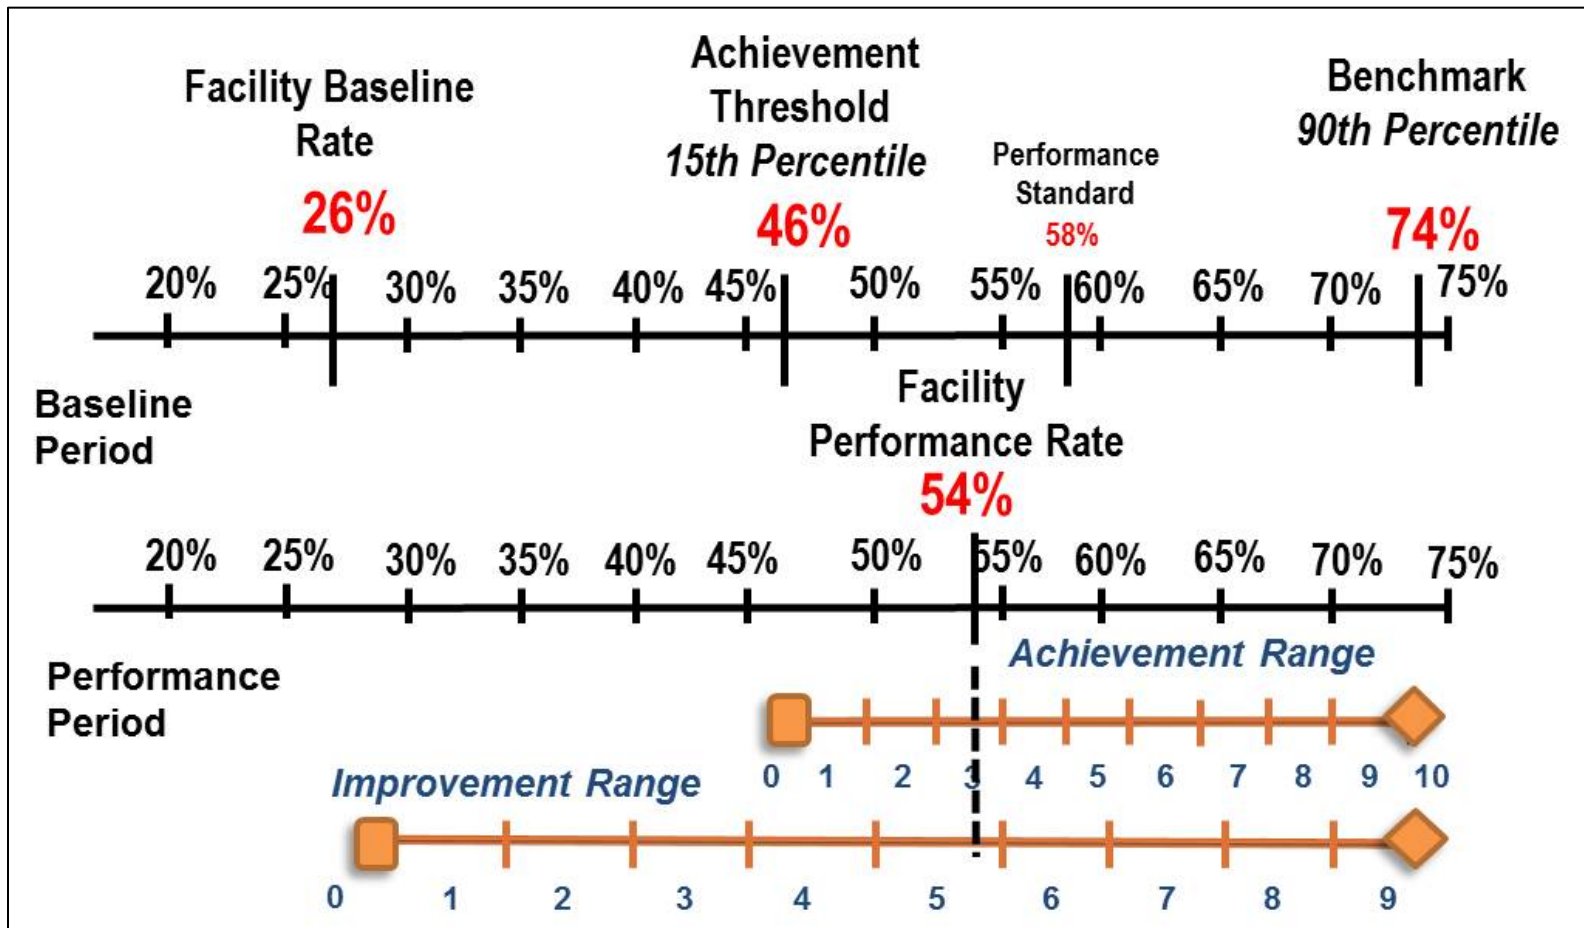 Facility Baseline
Rate
26%
Achievement
Threshold
15th Percentile
46%
Performance
Standard
58%
Benchmark
90th Percentile
74%
20% 25% 30% 35% 40% 45% 50% 55% 60% 65% 70% 75%
Baseline
Period
Facility
Performance Rate
54%
20% 25% 30% 35% 40% 45% 50% 55% 60% 65% 70% 75%
Performance
Period
Achievement Range
0 1 2 3 4 5 6 7 8 9 10
Improvement Range
0 1 2 3 4 5 6 7 8 9